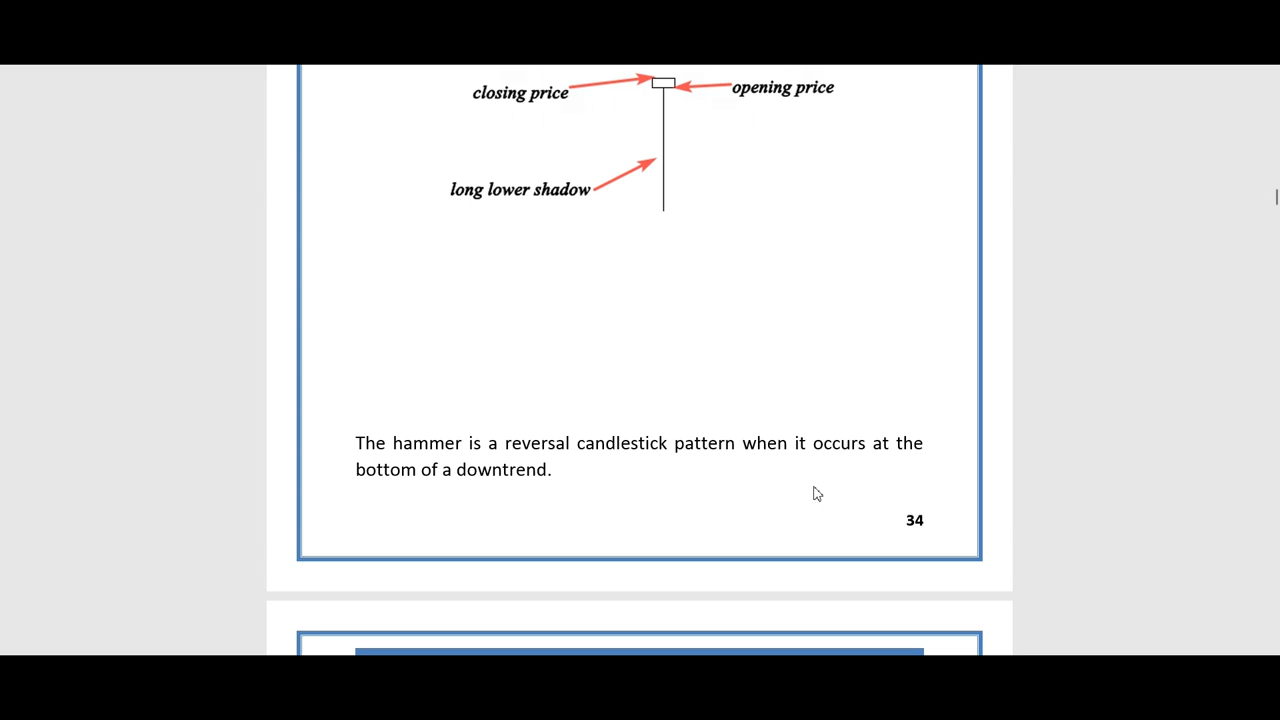 closing price
opening price
long lower shadow
The hammer is a reversal candlestick pattern when it occurs at the
bottom of a downtrend.
34